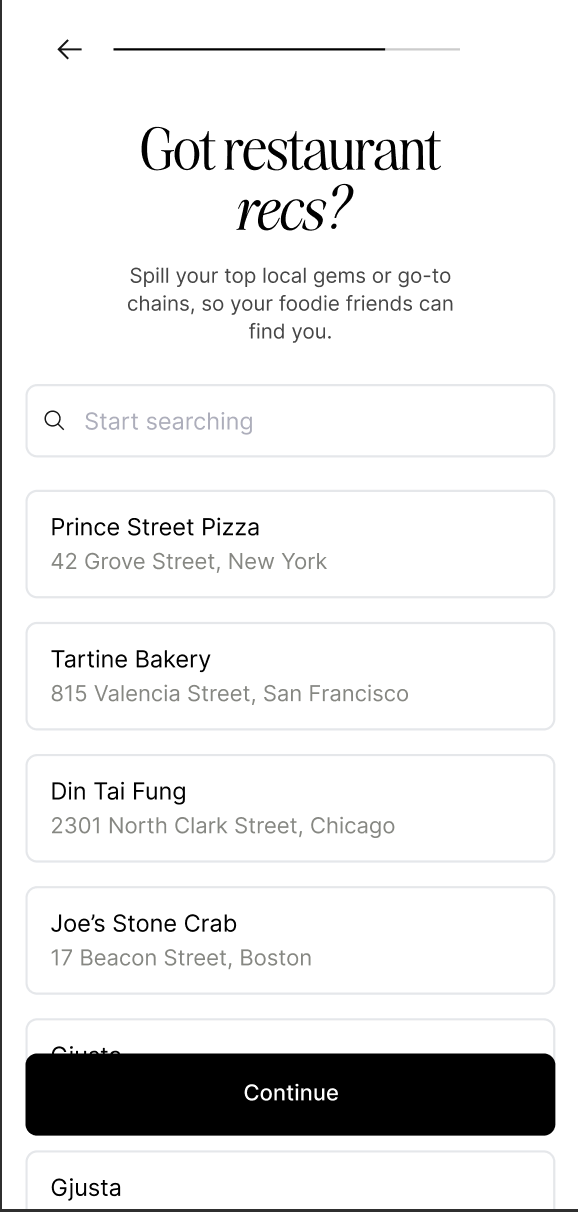 Got restaurant
recs?
Spill your top local gems or go-to
chains, so your foodie friends can
find you.
Start searching
Prince Street Pizza
42 Grove Street, New York
Tartine Bakery
815 Valencia Street, San Francisco
Din Tai Fung
2301 North Clark Street, Chicago
Joe’s Stone Crab
17 Beacon Street, Boston
Gjusta
Continue
Gjusta